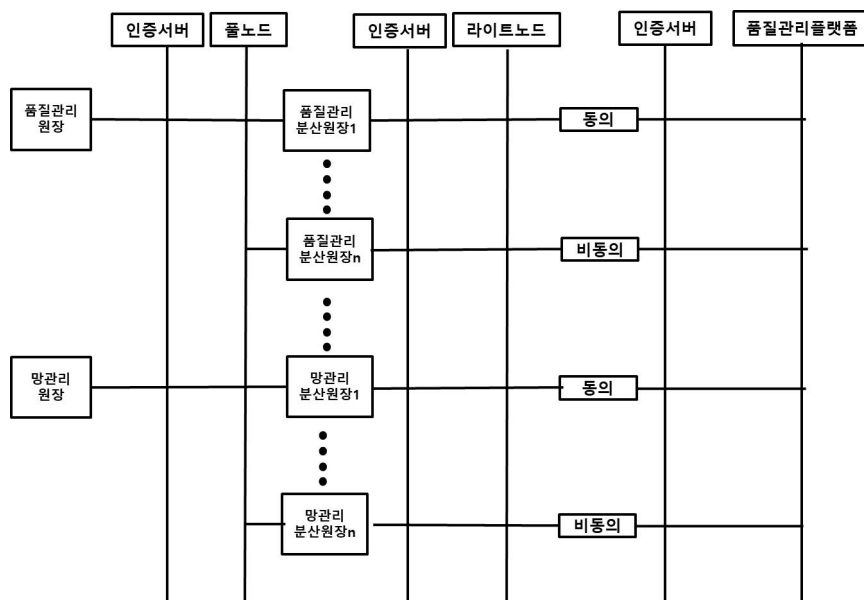 인증서버
풀노드
인증서버
라이트노드
인증서버
품질관리플랫폼
품질관리
원장
품질관리
분산원장1
동의
품질관리
분산원장n
비동의
망관리
원장
망관리
분산원장1
동의
망관리
분산원장n
비동의